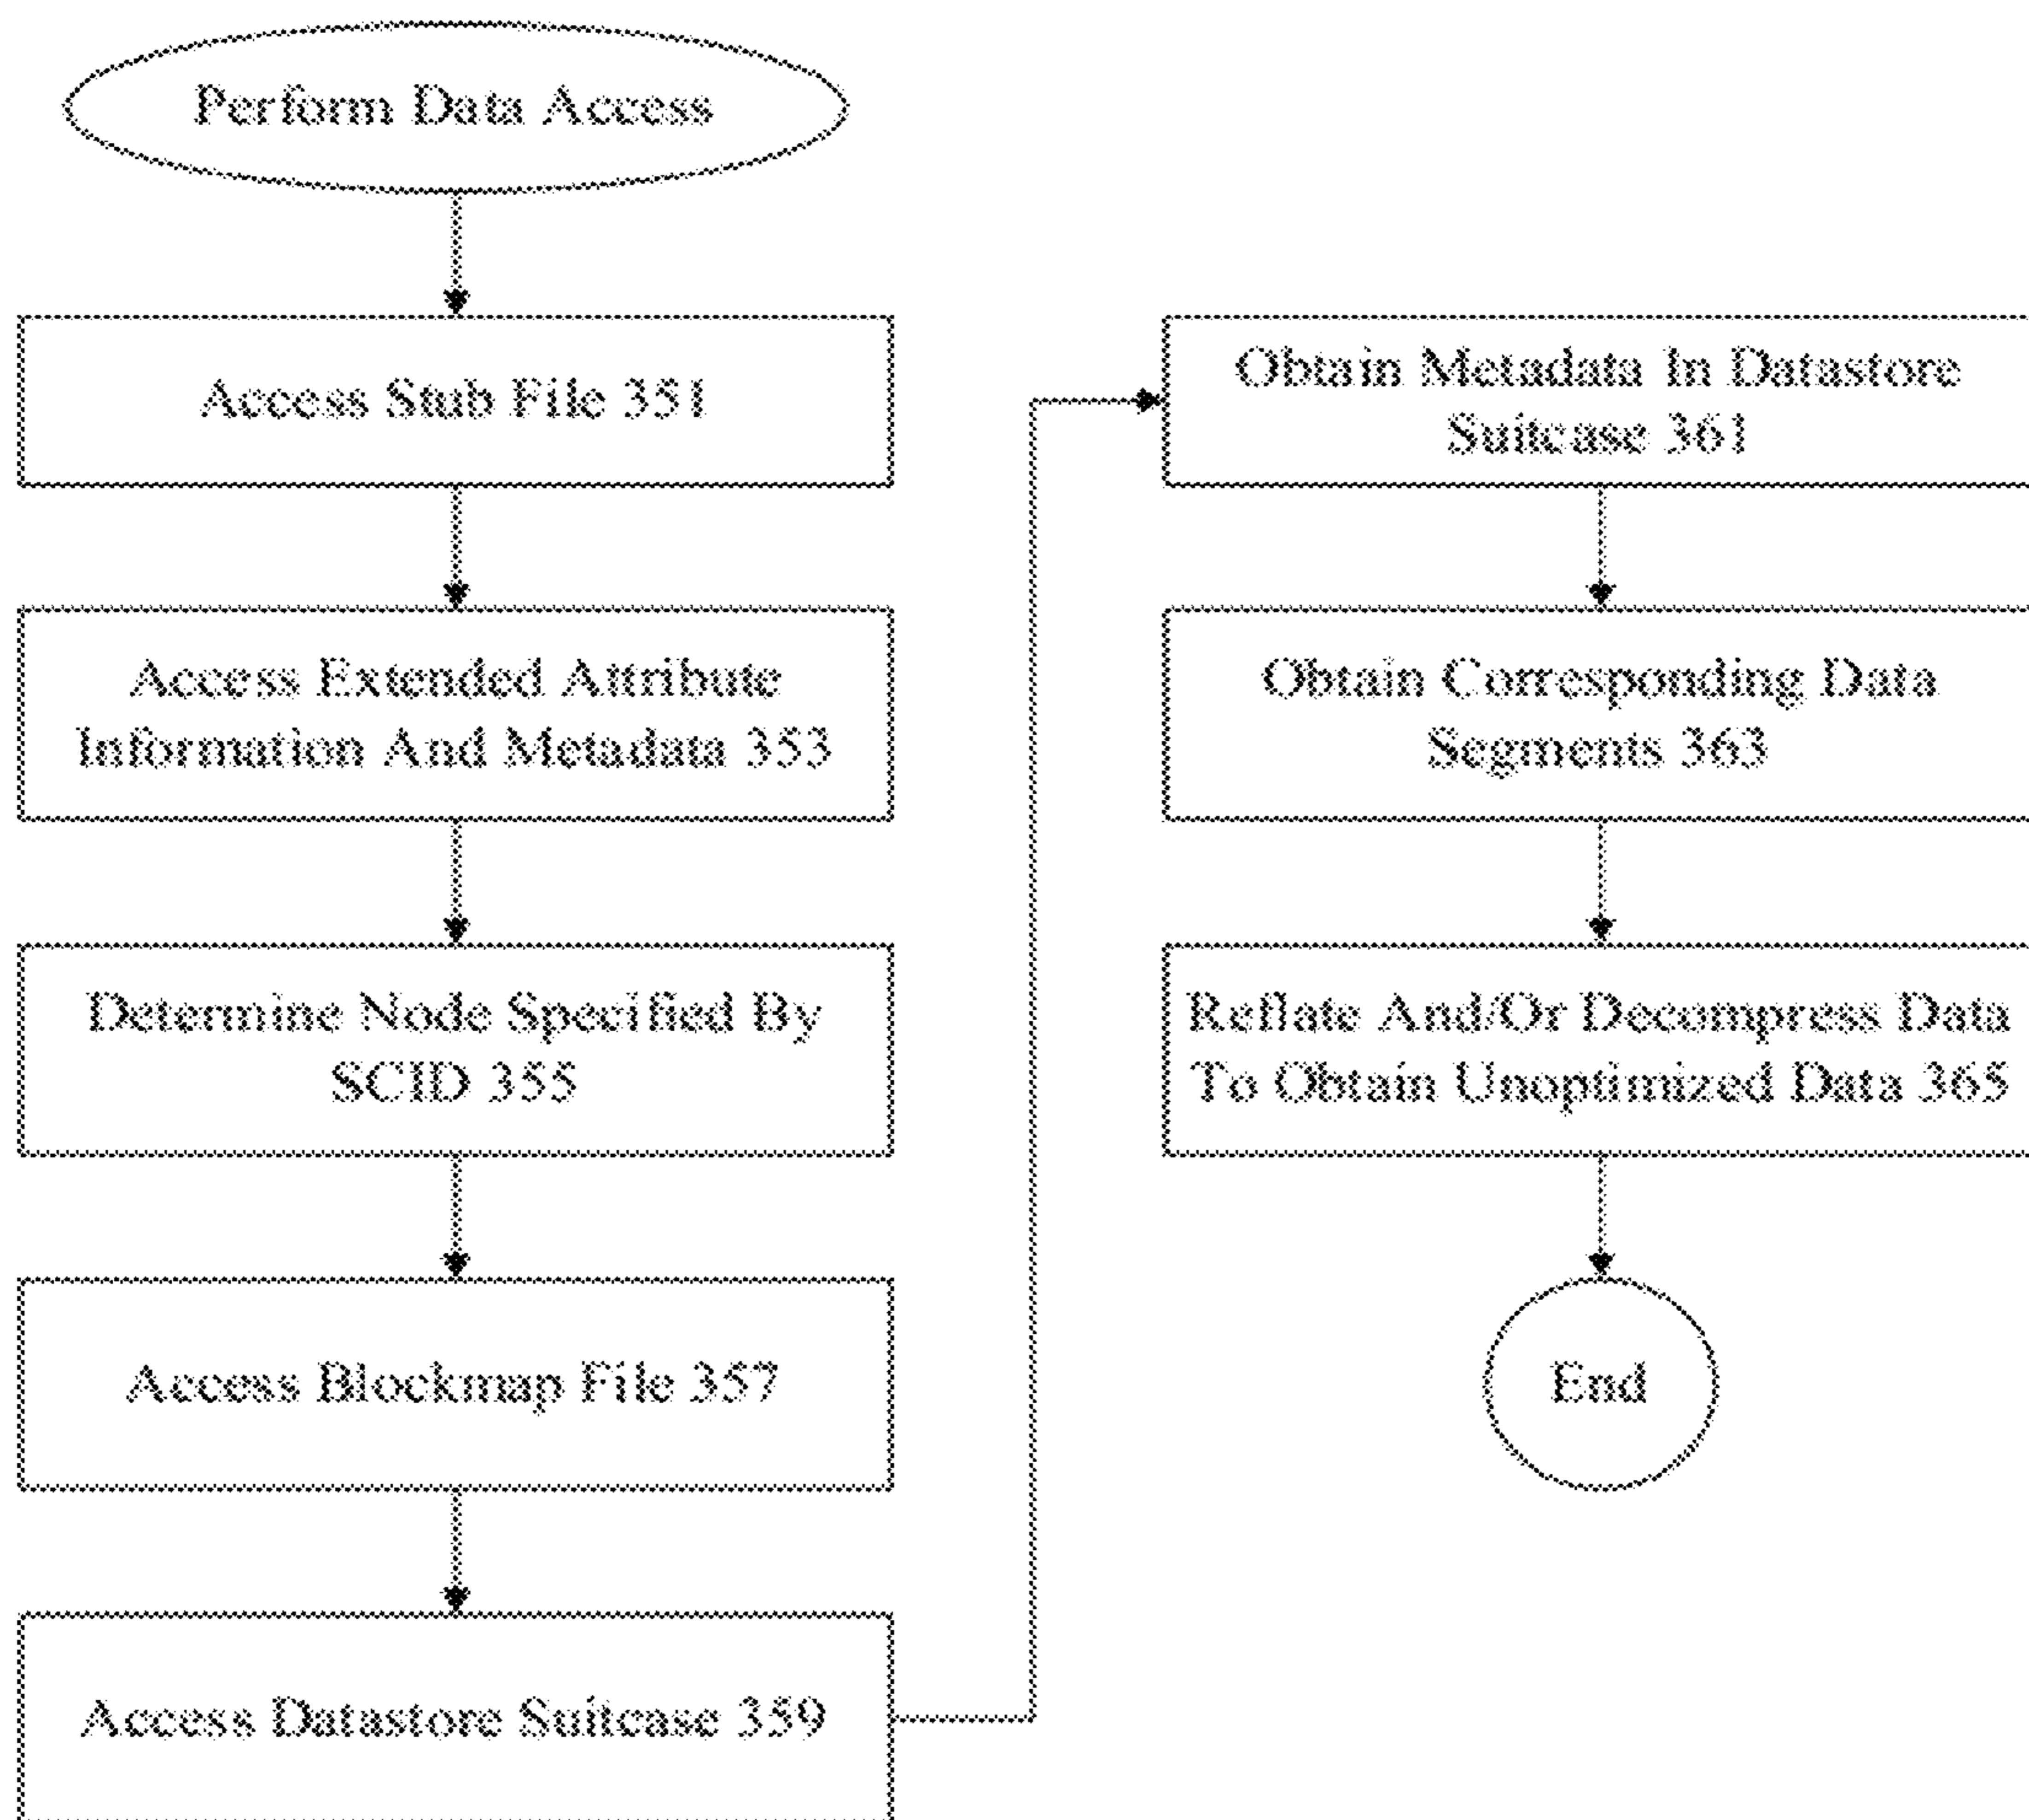 Perform Data Access
Access Stub File 351
Access Extended Attribute
Information And Metadata 353
Determine Node Specified By
SCID 355
Access Blockmap File 357
Access Datastore Suitcase 359
Obtain Metadata In Datastore
Suitcase 361
Obtain Corresponding Data
Segments 363
Reflate And/Or Decompress Data
To Obtain Unoptimized Data 365
End